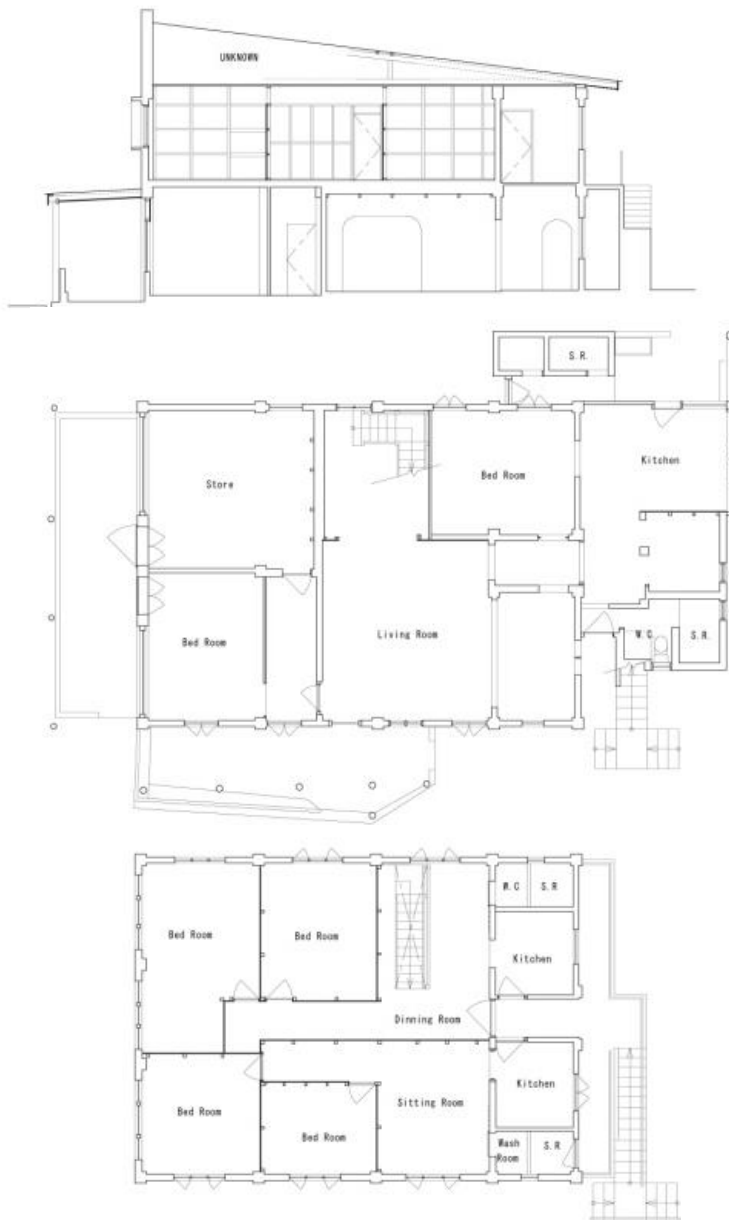 UNKNOWN
S.R.
Store
Bed Room
Kitchen
Bed Room
Living Room
W.C.
S.R.
W.C
S.R
Bed Room
Bed Room
Kitchen
Dinning Room
Bed Room
Bed Room
Sitting Room
Kitchen
Wash
Room
S.R